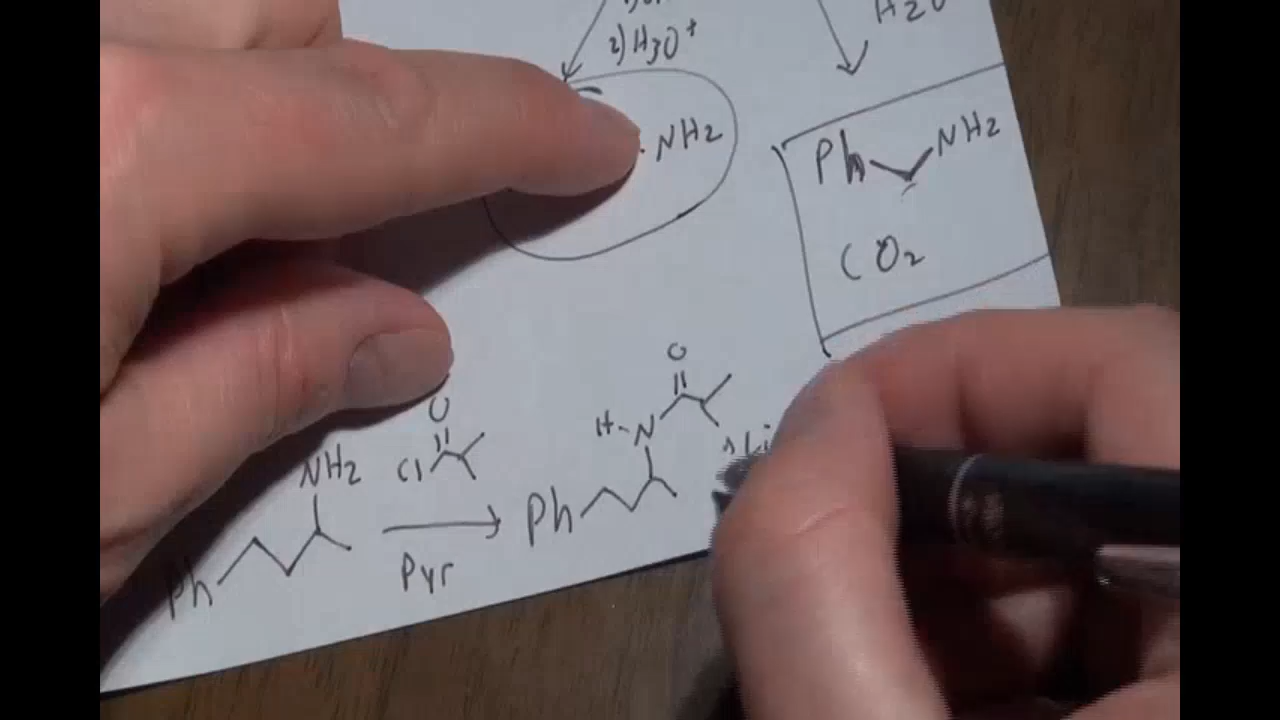 2) H3O+
H2O
NH2
Ph NH2
CO2
O
H-N
O
NH2 Cl
Ph
Ph
Pyr